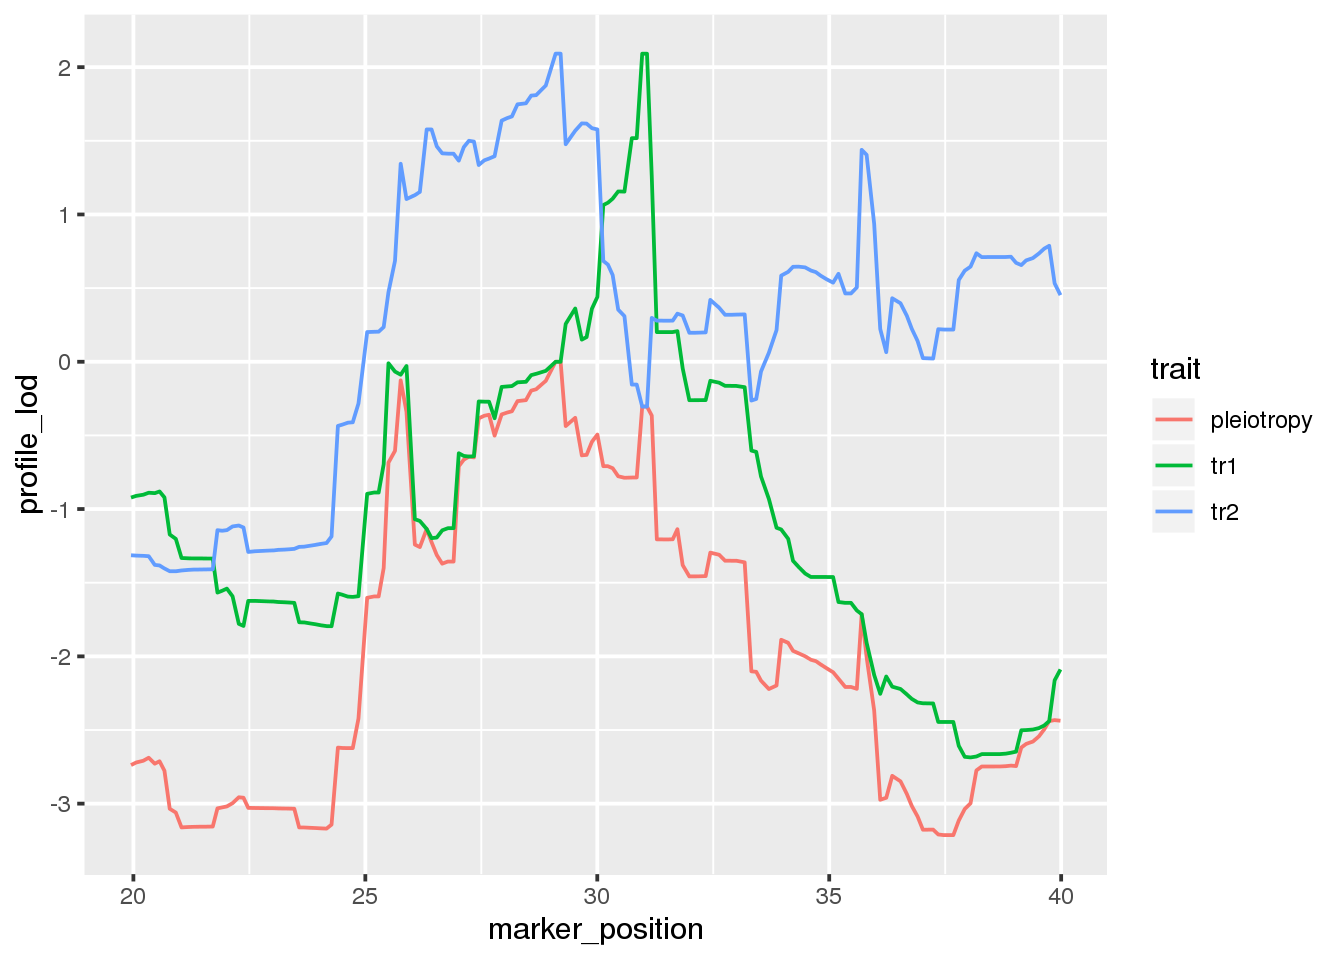 2
1
0
-1
-2
-3
profile_lod
20 25 30 35 40
marker_position
trait
pleiotropy
tr1
tr2